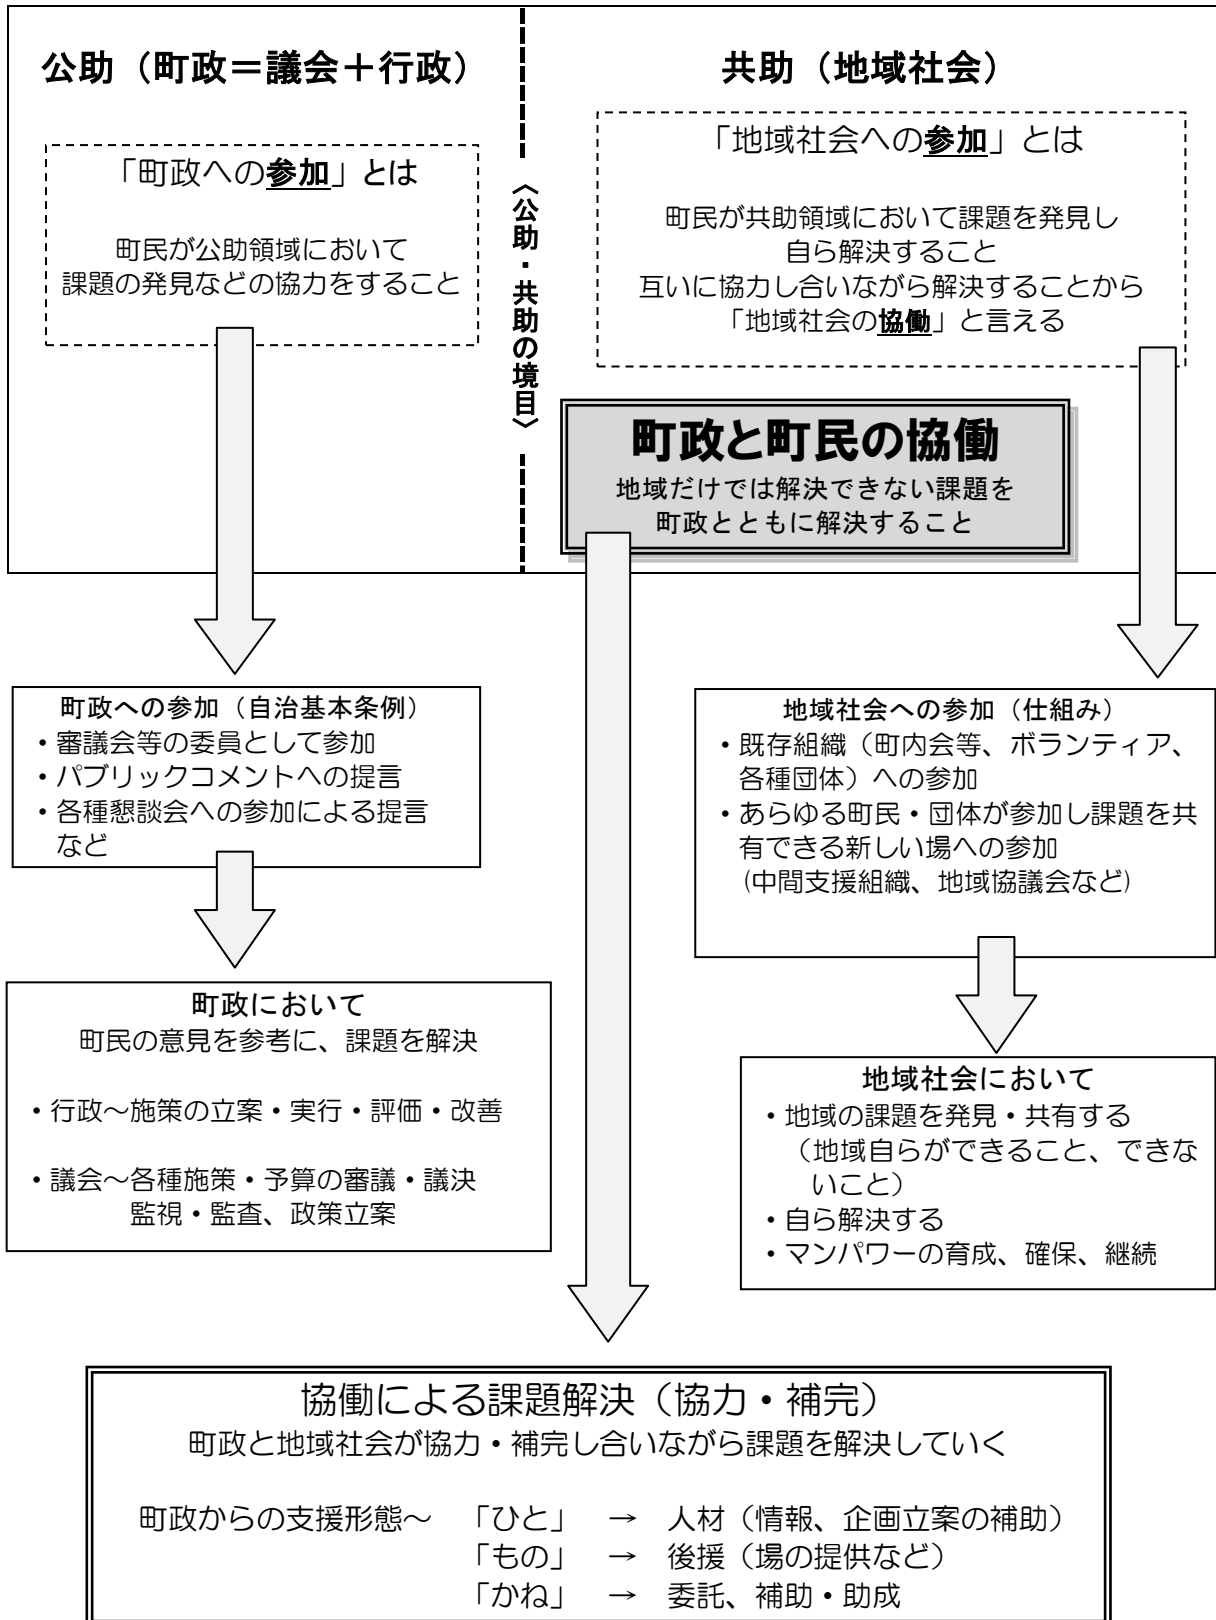 公助（町政＝議会＋行政）
「町政への参加」とは
町民が公助領域において
課題の発見などの協力をすること
〈公助・共助の境目〉
共助（地域社会）
「地域社会への参加」とは
町民が共助領域において課題を発見し
自ら解決すること
互いに協力し合いながら解決することから
「地域社会の協働」と言える
町政と町民の協働
地域だけでは解決できない課題を
町政とともに解決すること
町政への参加（自治基本条例）
・審議会等の委員として参加
・パブリックコメントへの提言
・各種懇談会への参加による提言
など
町政において
町民の意見を参考に、課題を解決
・行政～施策の立案・実行・評価・改善
・議会～各種施策・予算の審議・議決
監視・監査、政策立案
地域社会への参加（仕組み）
・既存組織（町内会等、ボランティア、
各種団体）への参加
・あらゆる町民・団体が参加し課題を共
有できる新しい場への参加
(中間支援組織、地域協議会など)
地域社会において
・地域の課題を発見・共有する
（地域自らができること、できな
いこと）
・自ら解決する
・マンパワーの育成、確保、継続
協働による課題解決（協力・補完）
町政と地域社会が協力・補完し合いながら課題を解決していく
町政からの支援形態～ 「ひと」 → 人材（情報、企画立案の補助）
「もの」 → 後援（場の提供など）
「かね」 → 委託、補助・助成